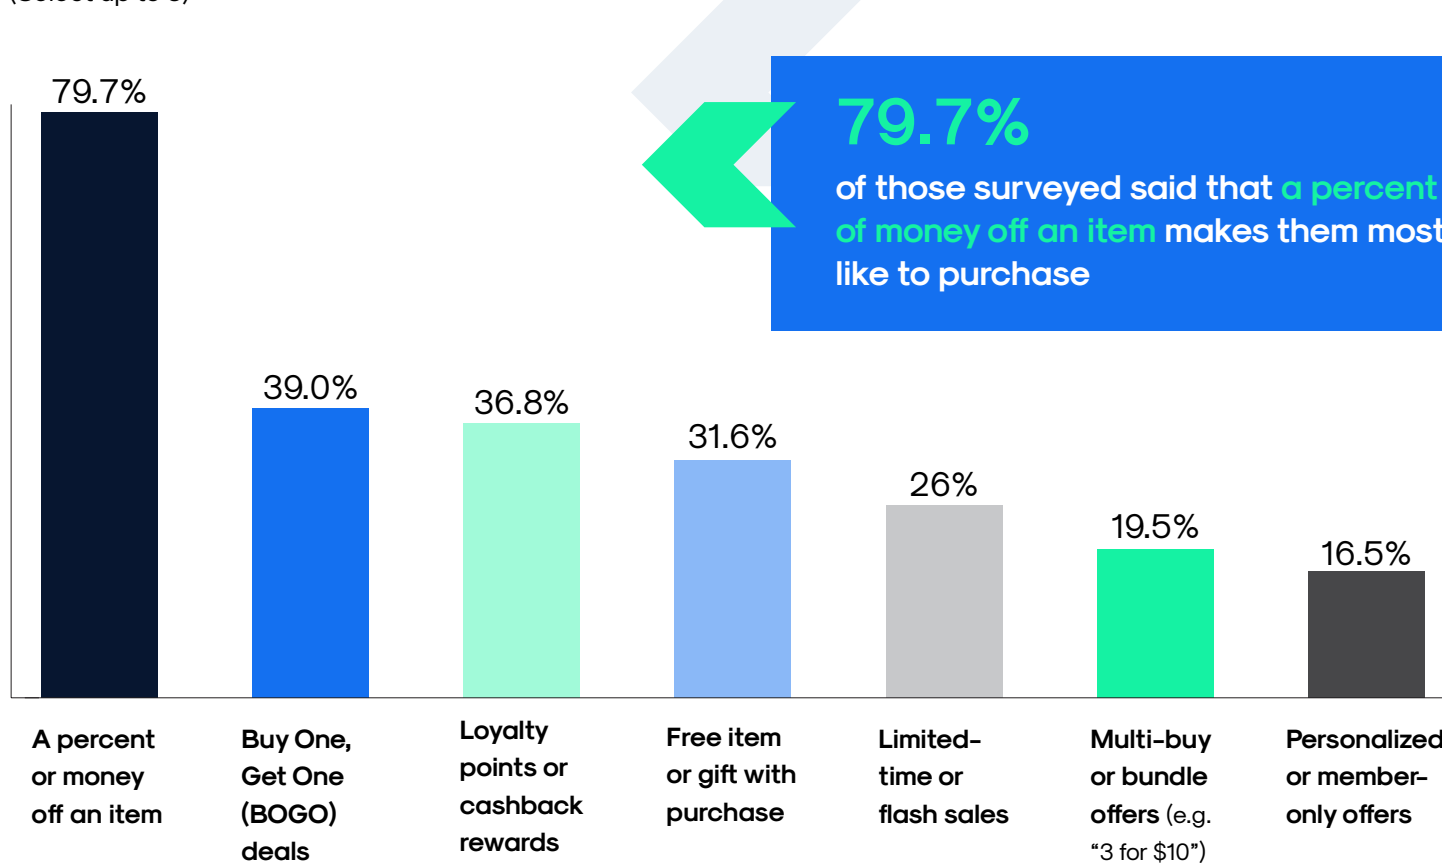 79.7%
79.7%
of those surveyed said that a percent
of money off an item makes them most
like to purchase
39.0%
36.8%
31.6%
26%
19.5%
16.5%
A percent
or money
off an item
Buy One,
Get One
(BOGO)
deals
Loyalty
points or
cashback
rewards
Free item
or gift with
purchase
Limited-
time or
flash sales
Multi-buy
or bundle
offers (e.g.
“3 for $10”)
Personalized
or member-
only offers